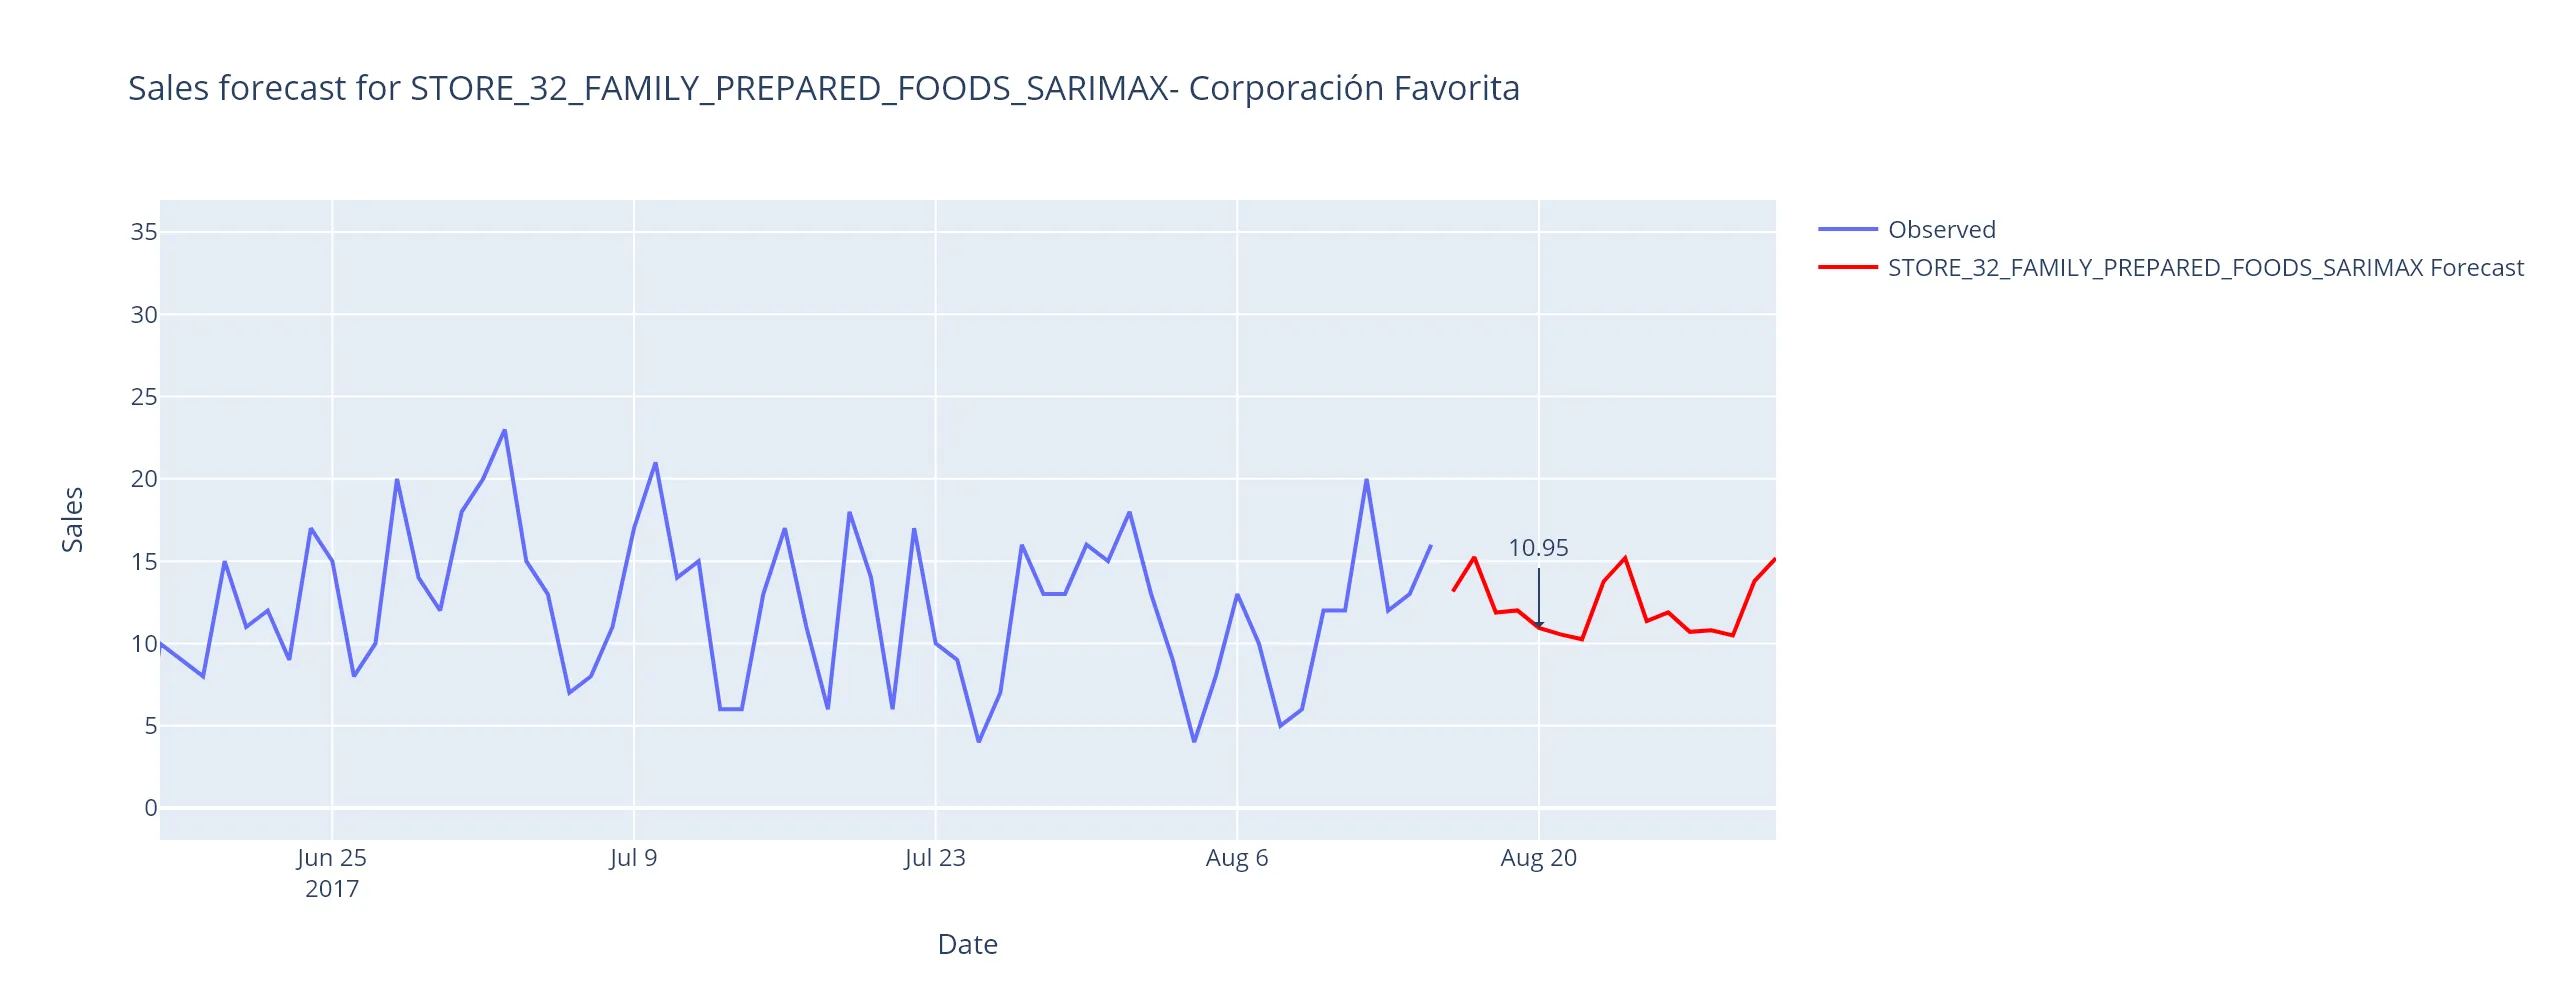 Sales forecast for STORE_32_FAMILY_PREPARED_FOODS_SARIMAX- Corporación Favorita
Observed
STORE_32_FAMILY_PREPARED_FOODS_SARIMAX Forecast
35
30
25
20
15
10
5
0
Sales
10.95
Jun 25
2017
Jul 9
Jul 23
Aug 6
Aug 20
Date